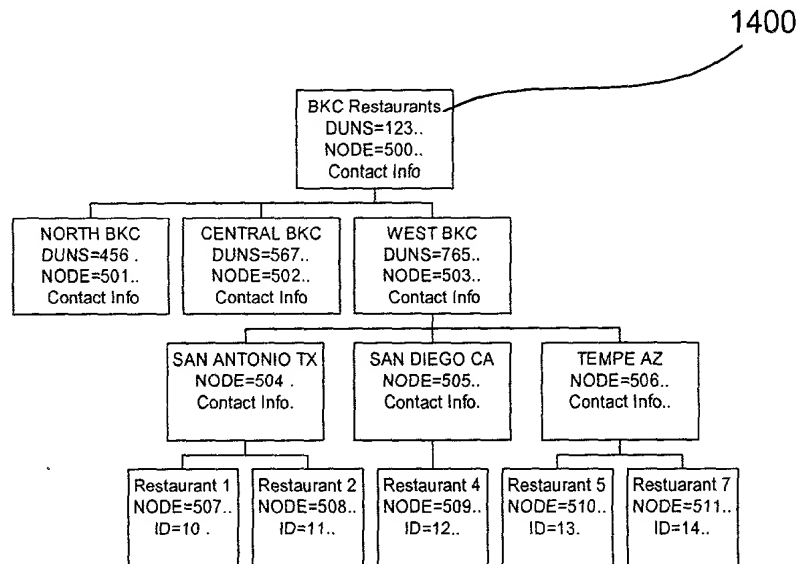 1400
BKC Restaurants
DUNS=123..
NODE=500..
Contact Info
NORTH BKC
DUNS=456 .
NODE=501..
Contact Info
CENTRAL BKC
DUNS=567..
NODE=502..
Contact Info
WEST BKC
DUNS=765..
NODE=503..
Contact Info
SAN ANTONIO TX
NODE=504 .
Contact Info.
SAN DIEGO CA
NODE=505..
Contact Info.
TEMPE AZ
NODE=506..
Contact Info..
Restaurant 1
NODE=507..
ID=10 .
Restaurant 2
NODE=508..
ID=11..
Restaurant 4
NODE=509..
ID=12..
Restaurant 5
NODE=510..
ID=13.
Restaurant 7
NODE=511..
ID=14..